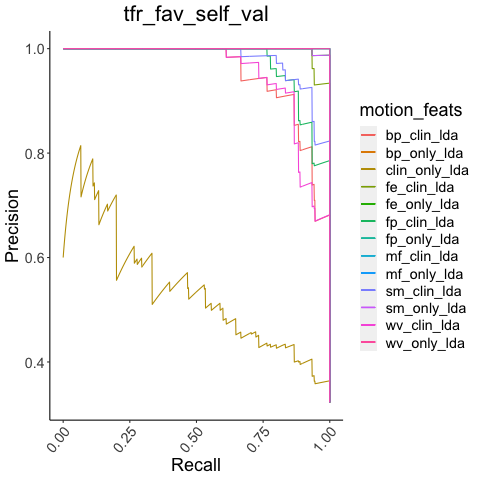 tfr_fav_self_val
Precision
1.0
0.8
0.6
0.4
0.00
0.25
0.50
0.75
1.00
Recall
motion_feats
bp_clin_lda
bp_only_lda
clin_only_lda
fe_clin_lda
fe_only_lda
fp_clin_lda
fp_only_lda
mf_clin_lda
mf_only_lda
sm_clin_lda
sm_only_lda
wv_clin_lda
wv_only_lda